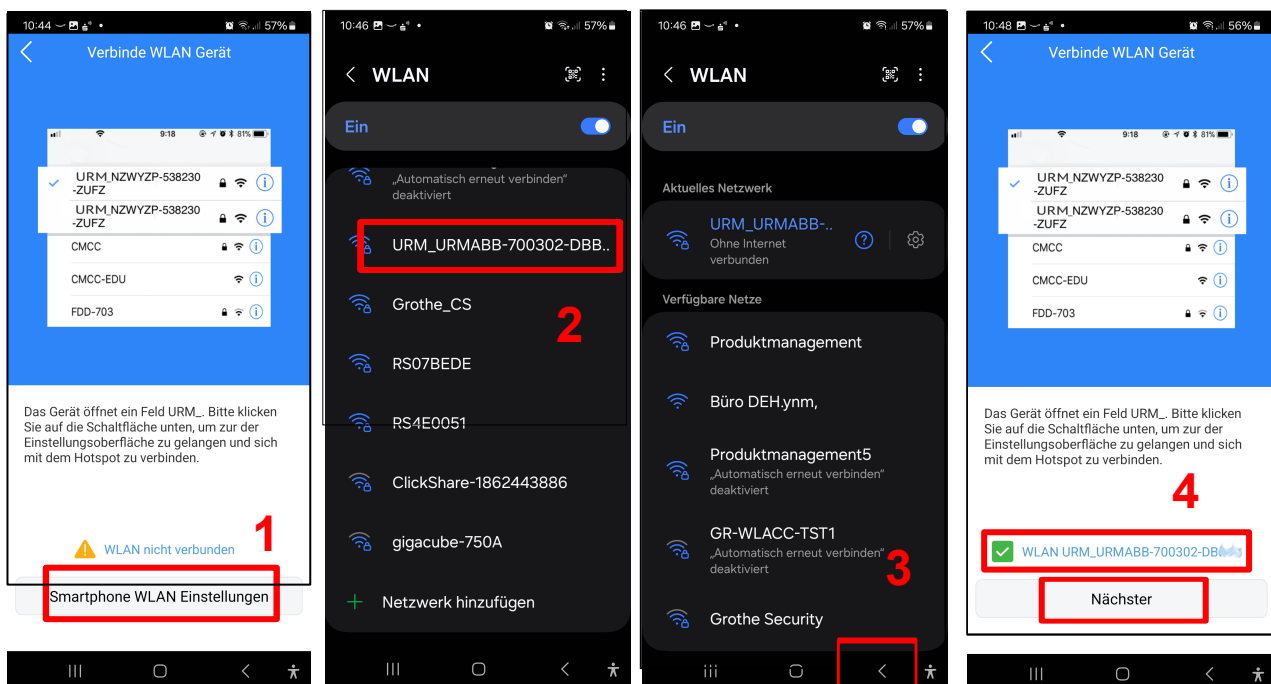 10:44
57%
Verbinde WLAN Gerät
9:18
81%
URM_NZWYZP-538230
-ZUFZ
URM_NZWYZP-538230
-ZUFZ
CMCC
CMCC-EDU
FDD-703
Das Gerät öffnet ein Feld URM_. Bitte klicken
Sie auf die Schaltfläche unten, um zur der
Einstellungsoberfläche zu gelangen und sich
mit dem Hotspot zu verbinden.
1
WLAN nicht verbunden
Smartphone WLAN Einstellungen
10:46
57%
WLAN
Ein
„Automatisch erneut verbinden“
deaktiviert
URM_URMABB-700302-DBB..
Grothe_CS
2
RS07BEDE
RS4E0051
ClickShare-1862443886
gigacube-750A
Netzwerk hinzufügen
10:46
57%
WLAN
Ein
Aktuelles Netzwerk
URM_URMABB-..
Ohne Internet
verbunden
Verfügbare Netze
Produktmanagement
Büro DEH.ynm,
Produktmanagement5
„Automatisch erneut verbinden“
deaktiviert
GR-WLACC-TST1
„Automatisch erneut verbinden“
deaktiviert
3
Grothe Security
10:48
56%
Verbinde WLAN Gerät
9:18
81%
URM_NZWYZP-538230
-ZUFZ
URM_NZWYZP-538230
-ZUFZ
CMCC
CMCC-EDU
FDD-703
Das Gerät öffnet ein Feld URM_. Bitte klicken
Sie auf die Schaltfläche unten, um zur der
Einstellungsoberfläche zu gelangen und sich
mit dem Hotspot zu verbinden.
4
WLAN URM_URMABB-700302-DB
Nächster